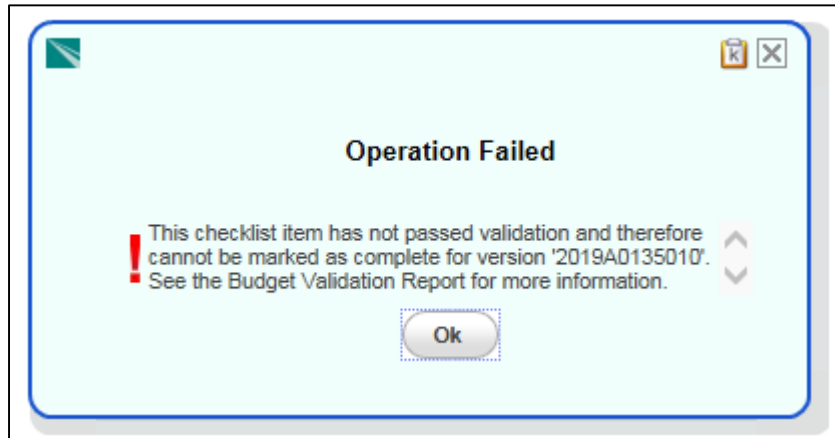 k
Operation Failed
! This checklist item has not passed validation and therefore
cannot be marked as complete for version '2019A0135010'.
See the Budget Validation Report for more information.
Ok